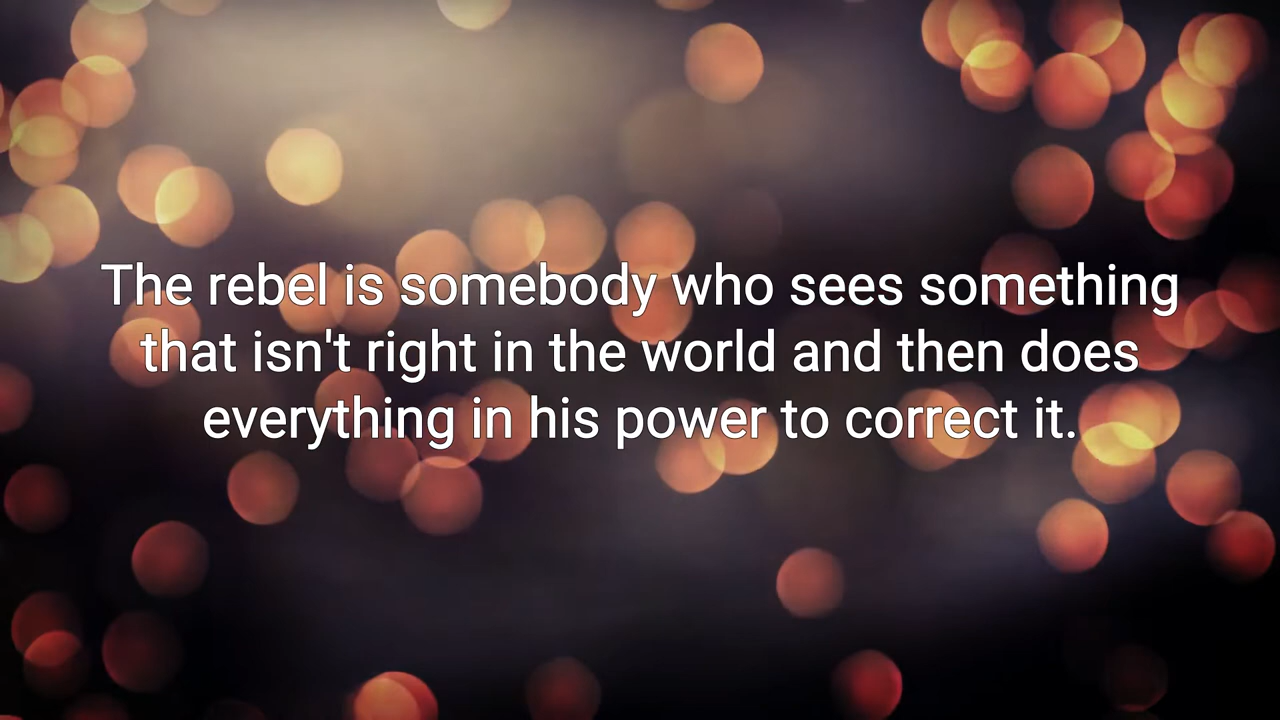 The rebel is somebody who sees something
that isn't right in the world and then does
everything in his power to correct it.